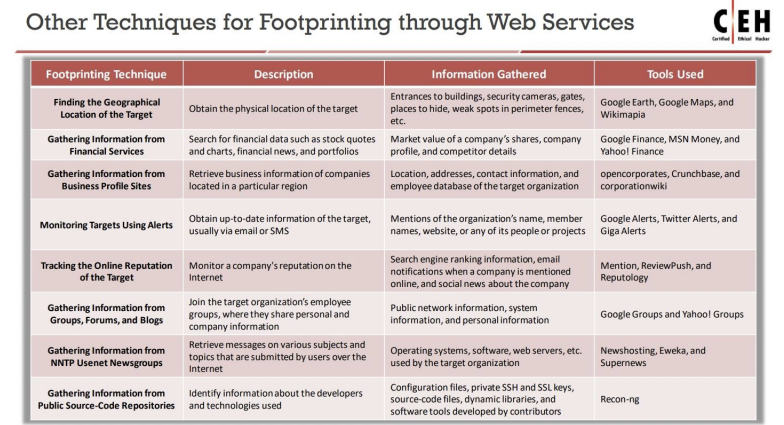 Other Techniques for Footprinting through Web Services
CEH
Certified Ethical Hacker
Footprinting Technique Description Information Gathered Tools Used
Finding the Geographical
Location of the Target
Obtain the physical location of the target
Entrances to buildings, security cameras, gates,
places to hide, weak spots in perimeter fences,
etc.
Google Earth, Google Maps, and
Wikimapia
Gathering Information from
Financial Services
Search for financial data such as stock quotes
and charts, financial news, and portfolios
Market value of a company's shares, company
profile, and competitor details
Google Finance, MSN Money, and
Yahoo! Finance
Gathering Information from
Business Profile Sites
Retrieve business information of companies
located in a particular region
Location, addresses, contact information, and
employee database of the target organization
opencorporates, Crunchbase, and
corporationwiki
Monitoring Targets Using Alerts
Obtain up-to-date information of the target,
usually via email or SMS
Mentions of the organization's name, member
names, website, or any of its people or projects
Google Alerts, Twitter Alerts, and
Giga Alerts
Tracking the Online Reputation
of the Target
Monitor a company's reputation on the
Internet
Search engine ranking information, email
notifications when a company is mentioned
online, and social news about the company
Mention, ReviewPush, and
Reputology
Gathering Information from
Groups, Forums, and Blogs
Join the target organization's employee
groups, where they share personal and
company information
Public network information, system
information, and personal information
Google Groups and Yahoo! Groups
Gathering Information from
NNTP Usenet Newsgroups
Retrieve messages on various subjects and
topics that are submitted by users over the
Internet
Operating systems, software, web servers, etc.
used by the target organization
Newshosting, Eweka, and
Supernews
Gathering Information from
Public Source-Code Repositories
Identify information about the developers
and technologies used
Configuration files, private SSH and SSL keys,
source-code files, dynamic libraries, and
software tools developed by contributors
Recon-ng